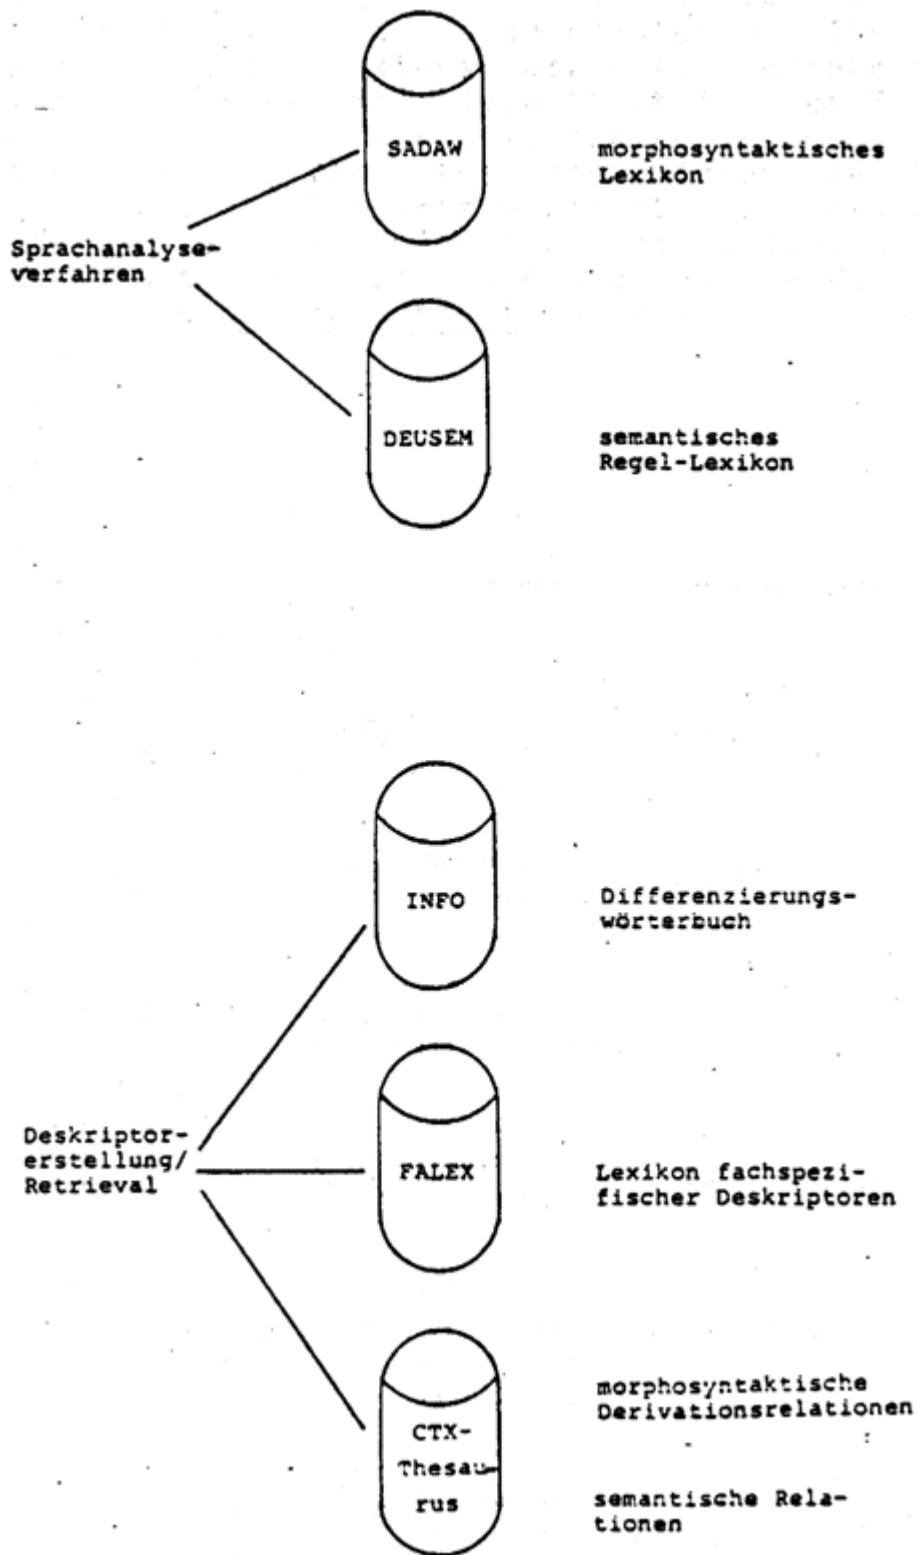 SADAW
morphosyntaktisches
Lexikon
Sprachanalyse-
verfahren
DEUSEM
semantisches
Regel-Lexikon
INFO
Differenzierungs-
wörterbuch
Deskriptor-
erstellung/
Retrieval
FALEX
Lexikon fachspezi-
fischer Deskriptoren
CTX-
Thesau-
rus
morphosyntaktische
Derivationsrelationen
semantische Rela-
tionen